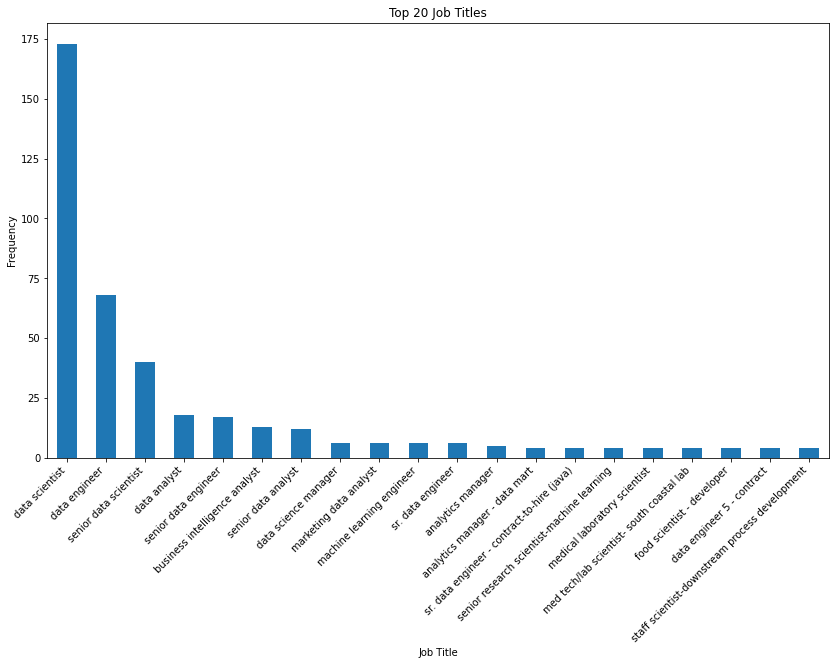 Top 20 Job Titles
175
150
125
100
75
50
25
0
Frequency
data scientist
data engineer
senior data scientist
data analyst
senior data engineer
business intelligence analyst
senior data analyst
data science manager
marketing data analyst
machine learning engineer
sr. data engineer
analytics manager
analytics manager - data mart
sr. data engineer - contract-to-hire (java)
senior research scientist-machine learning
medical laboratory scientist
med tech/lab scientist- south coastal lab
food scientist - developer
data engineer 5 - contract
staff scientist-downstream process development
Job Title